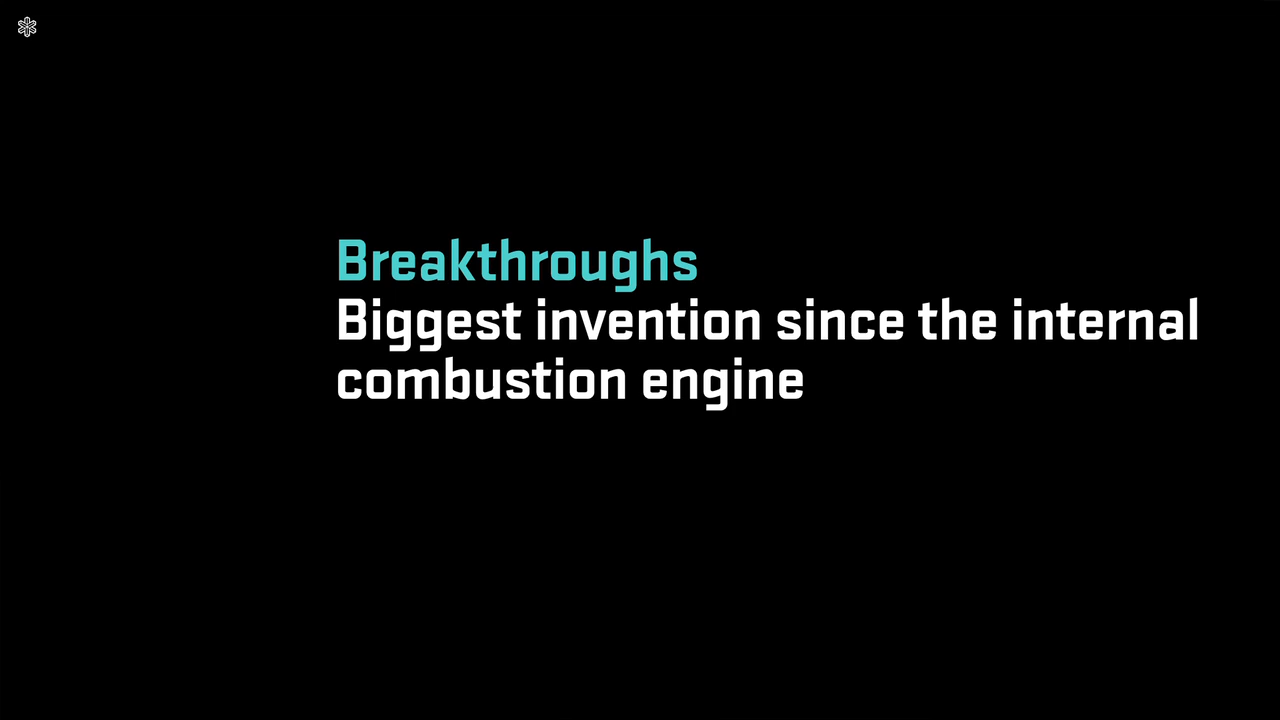 Breakthroughs
Biggest invention since the internal
combustion engine